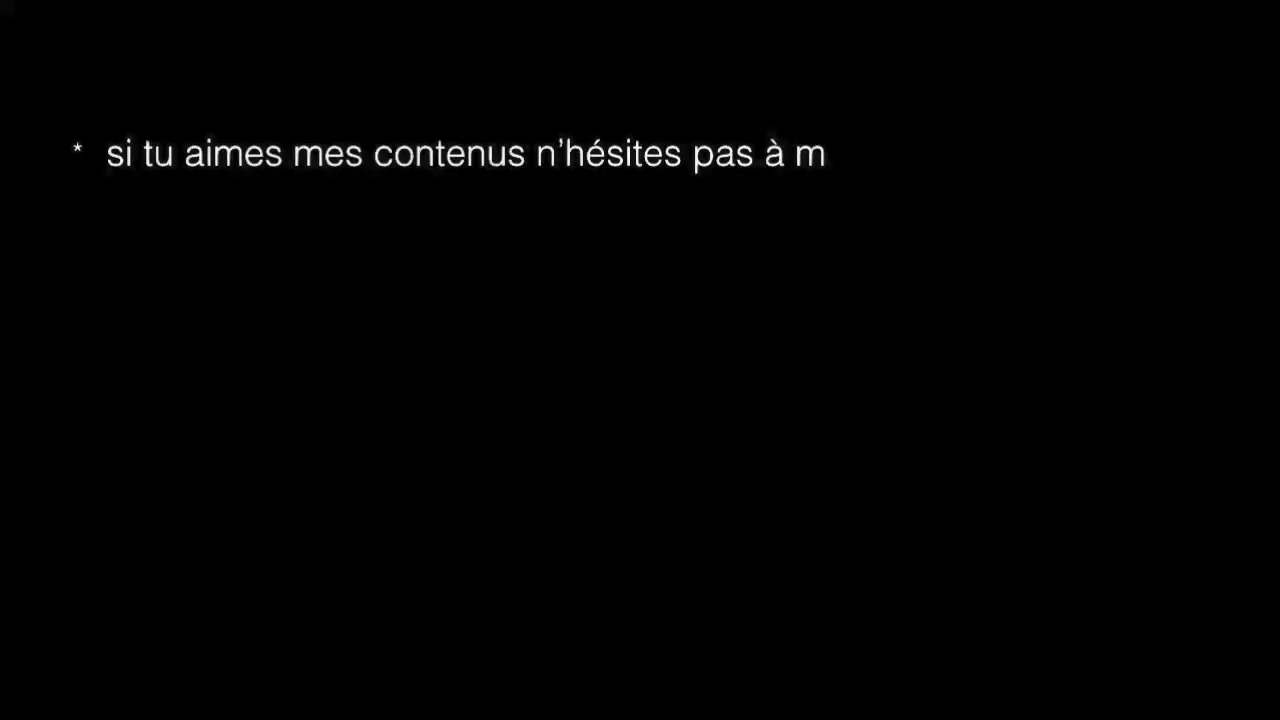 * si tu aimes mes contenus n’hésites pas à m